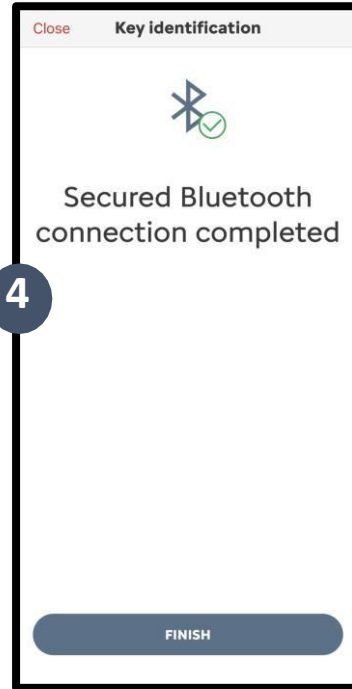 Close Key identification
Secured Bluetooth
connection completed
4
FINISH